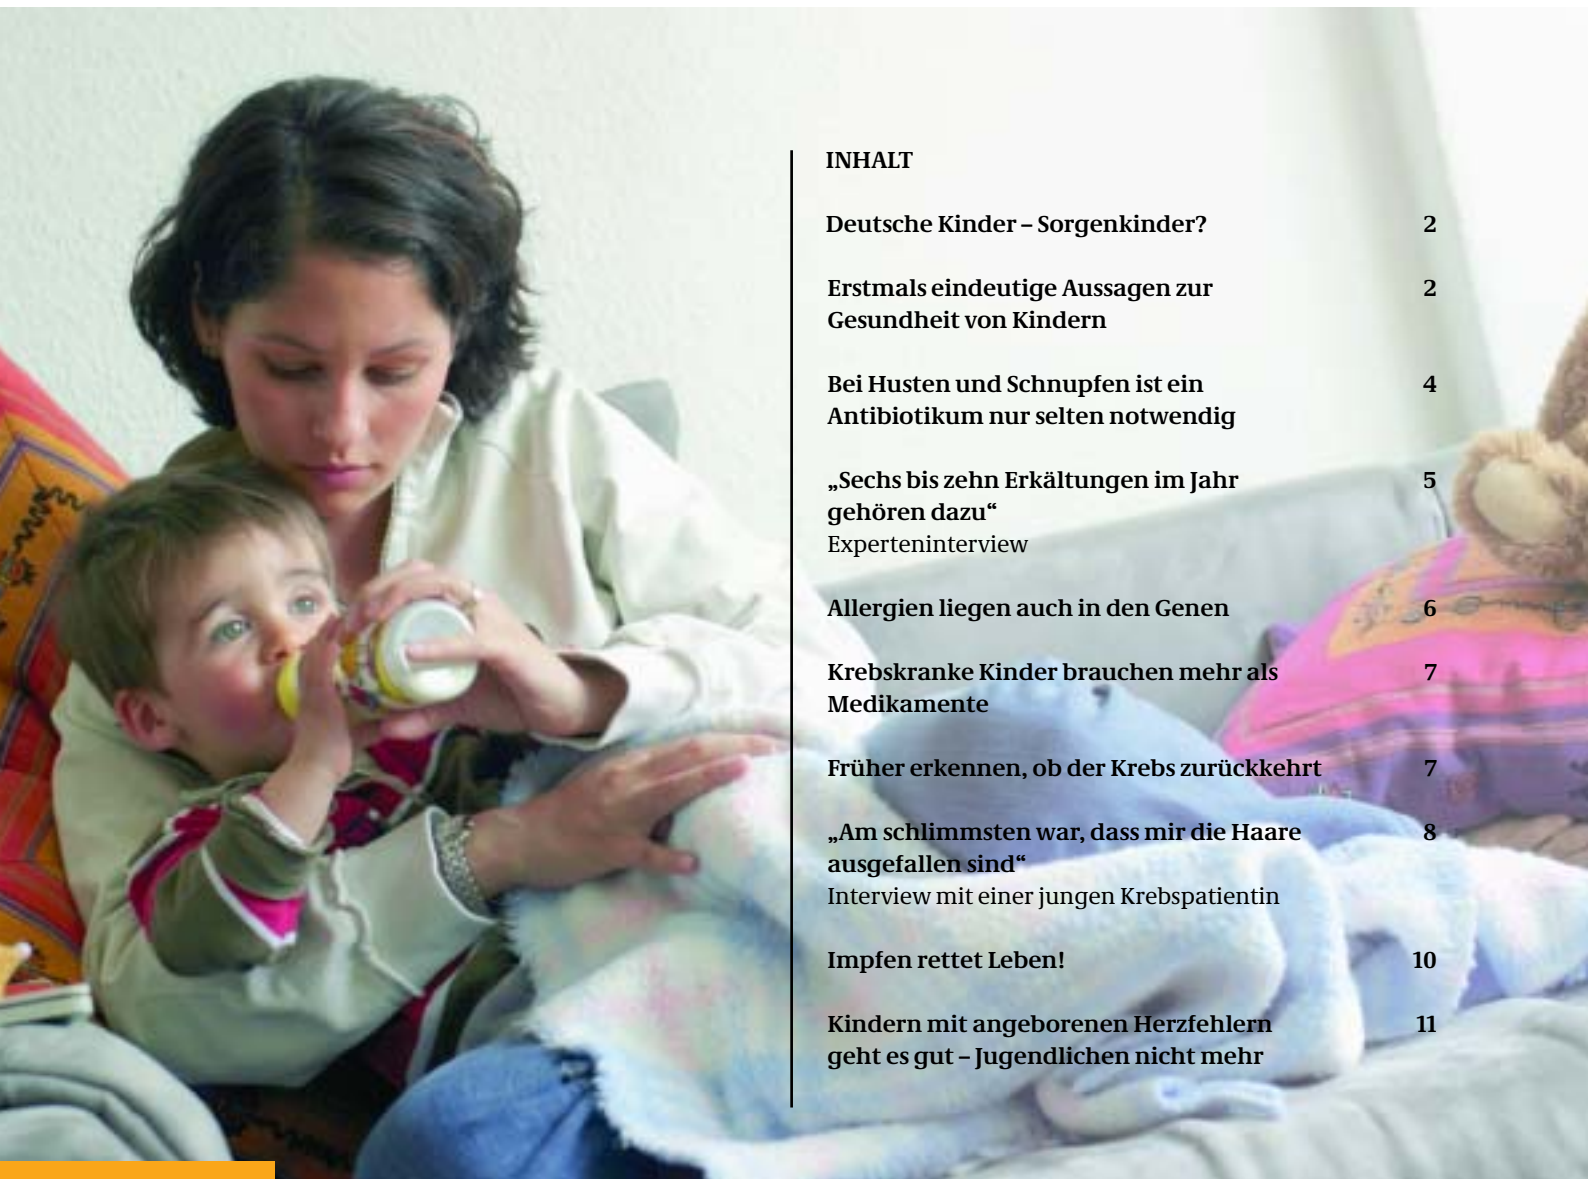 INHALT
Deutsche Kinder – Sorgenkinder? 2
Erstmals eindeutige Aussagen zur 2
Gesundheit von Kindern
Bei Husten und Schnupfen ist ein 4
Antibiotikum nur selten notwendig
„Sechs bis zehn Erkältungen im Jahr 5
gehören dazu“
Experteninterview
Allergien liegen auch in den Genen 6
Krebskranke Kinder brauchen mehr als 7
Medikamente
Früher erkennen, ob der Krebs zurückkehrt 7
„Am schlimmsten war, dass mir die Haare 8
ausgefallen sind“
Interview mit einer jungen Krebspatientin
Impfen rettet Leben! 10
Kindern mit angeborenen Herzfehlern 11
geht es gut – Jugendlichen nicht mehr